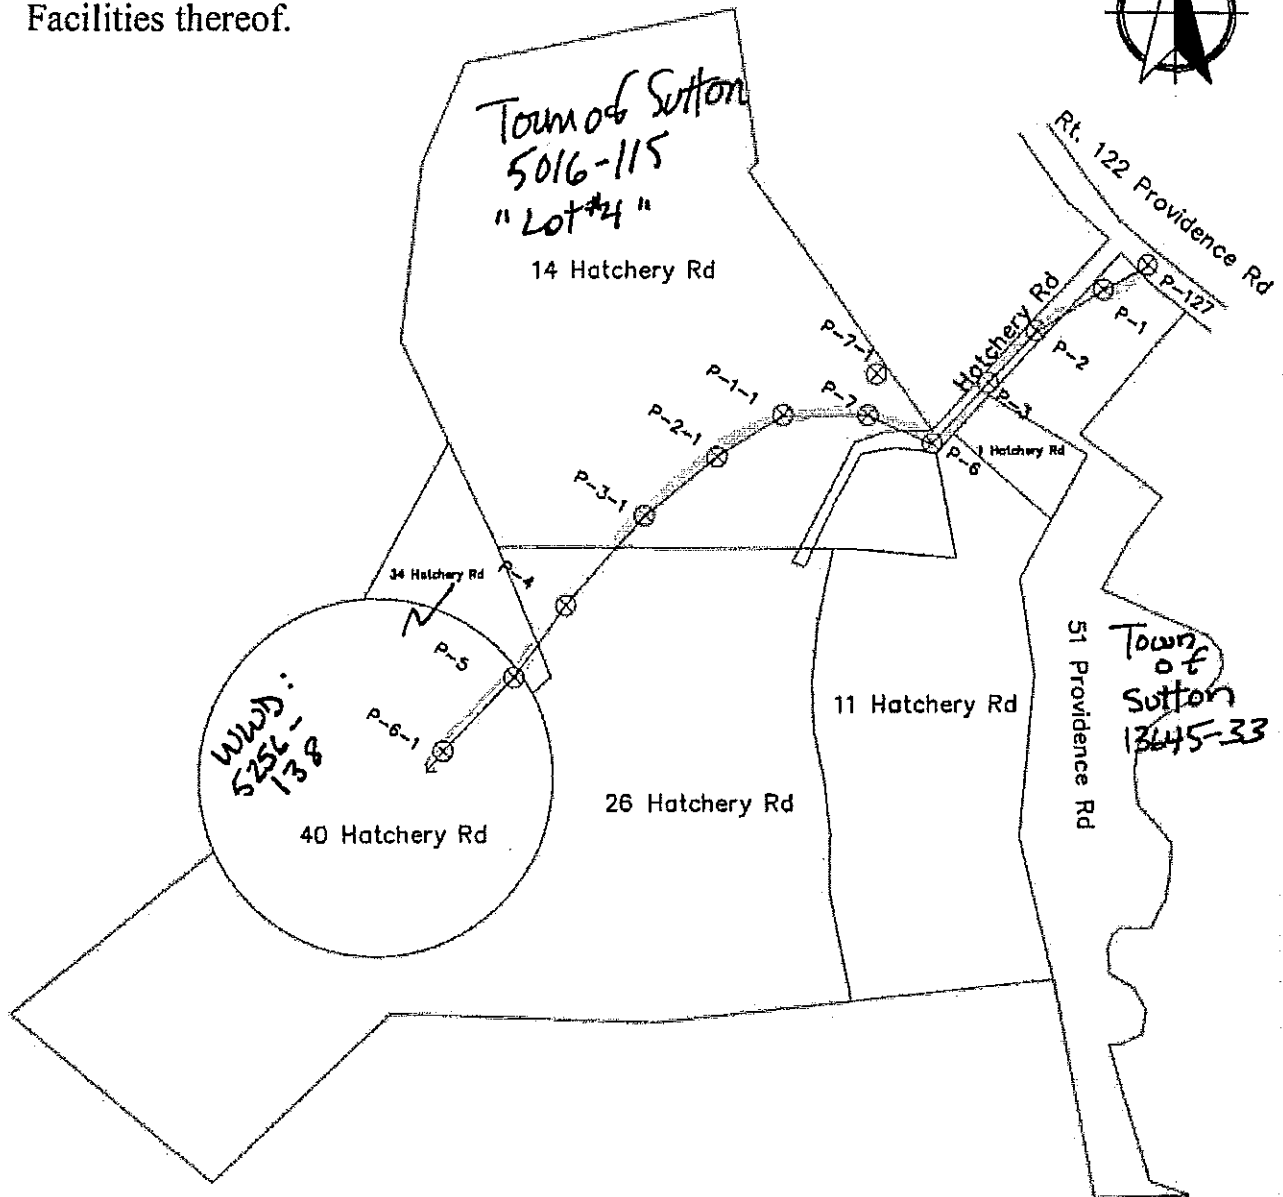 Facilities thereof.
Town of Sutton
5016-115
"Lot #4"
14 Hatchery Rd
Rt. 122 Providence Rd
Hatchery Rd
P-127
P-1
P-2
P-3
P-7-1
P-1-1
P-7
P-2-1
P-6
1 Hatchery Rd
P-3-1
34 Hatchery Rd
P-4
P-5
P-6-1
WWD:
5256-
138
40 Hatchery Rd
26 Hatchery Rd
11 Hatchery Rd
51 Providence Rd
Town
of
Sutton
13645-33